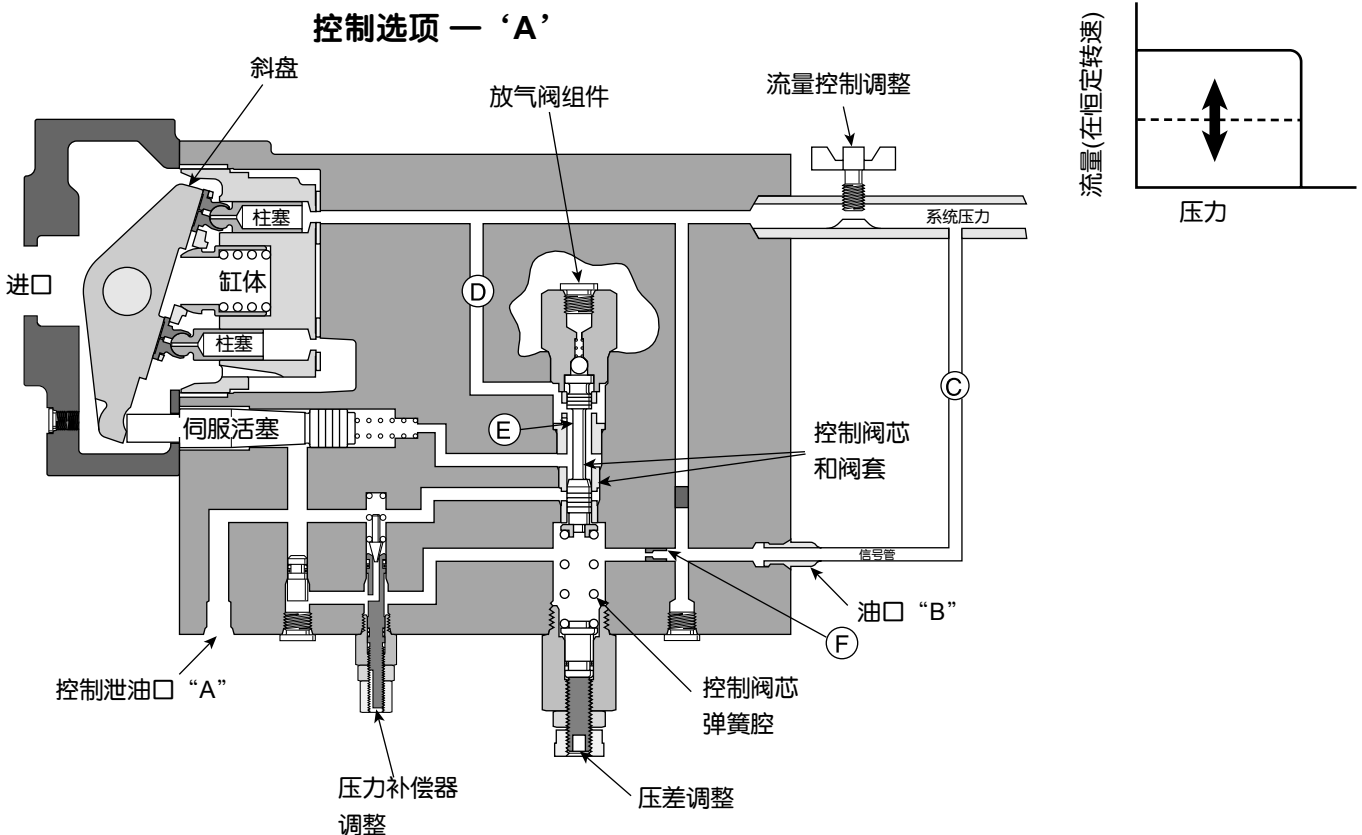 控制选项 — ‘A’
斜盘
放气阀组件
流量控制调整
流量(在恒定转速)
压力
柱塞
系统压力
进口
缸体
D
柱塞
C
伺服活塞
E
控制阀芯
和阀套
信号管
油口 “B”
F
控制泄油口 “A”
控制阀芯
弹簧腔
压力补偿器
调整
压差调整